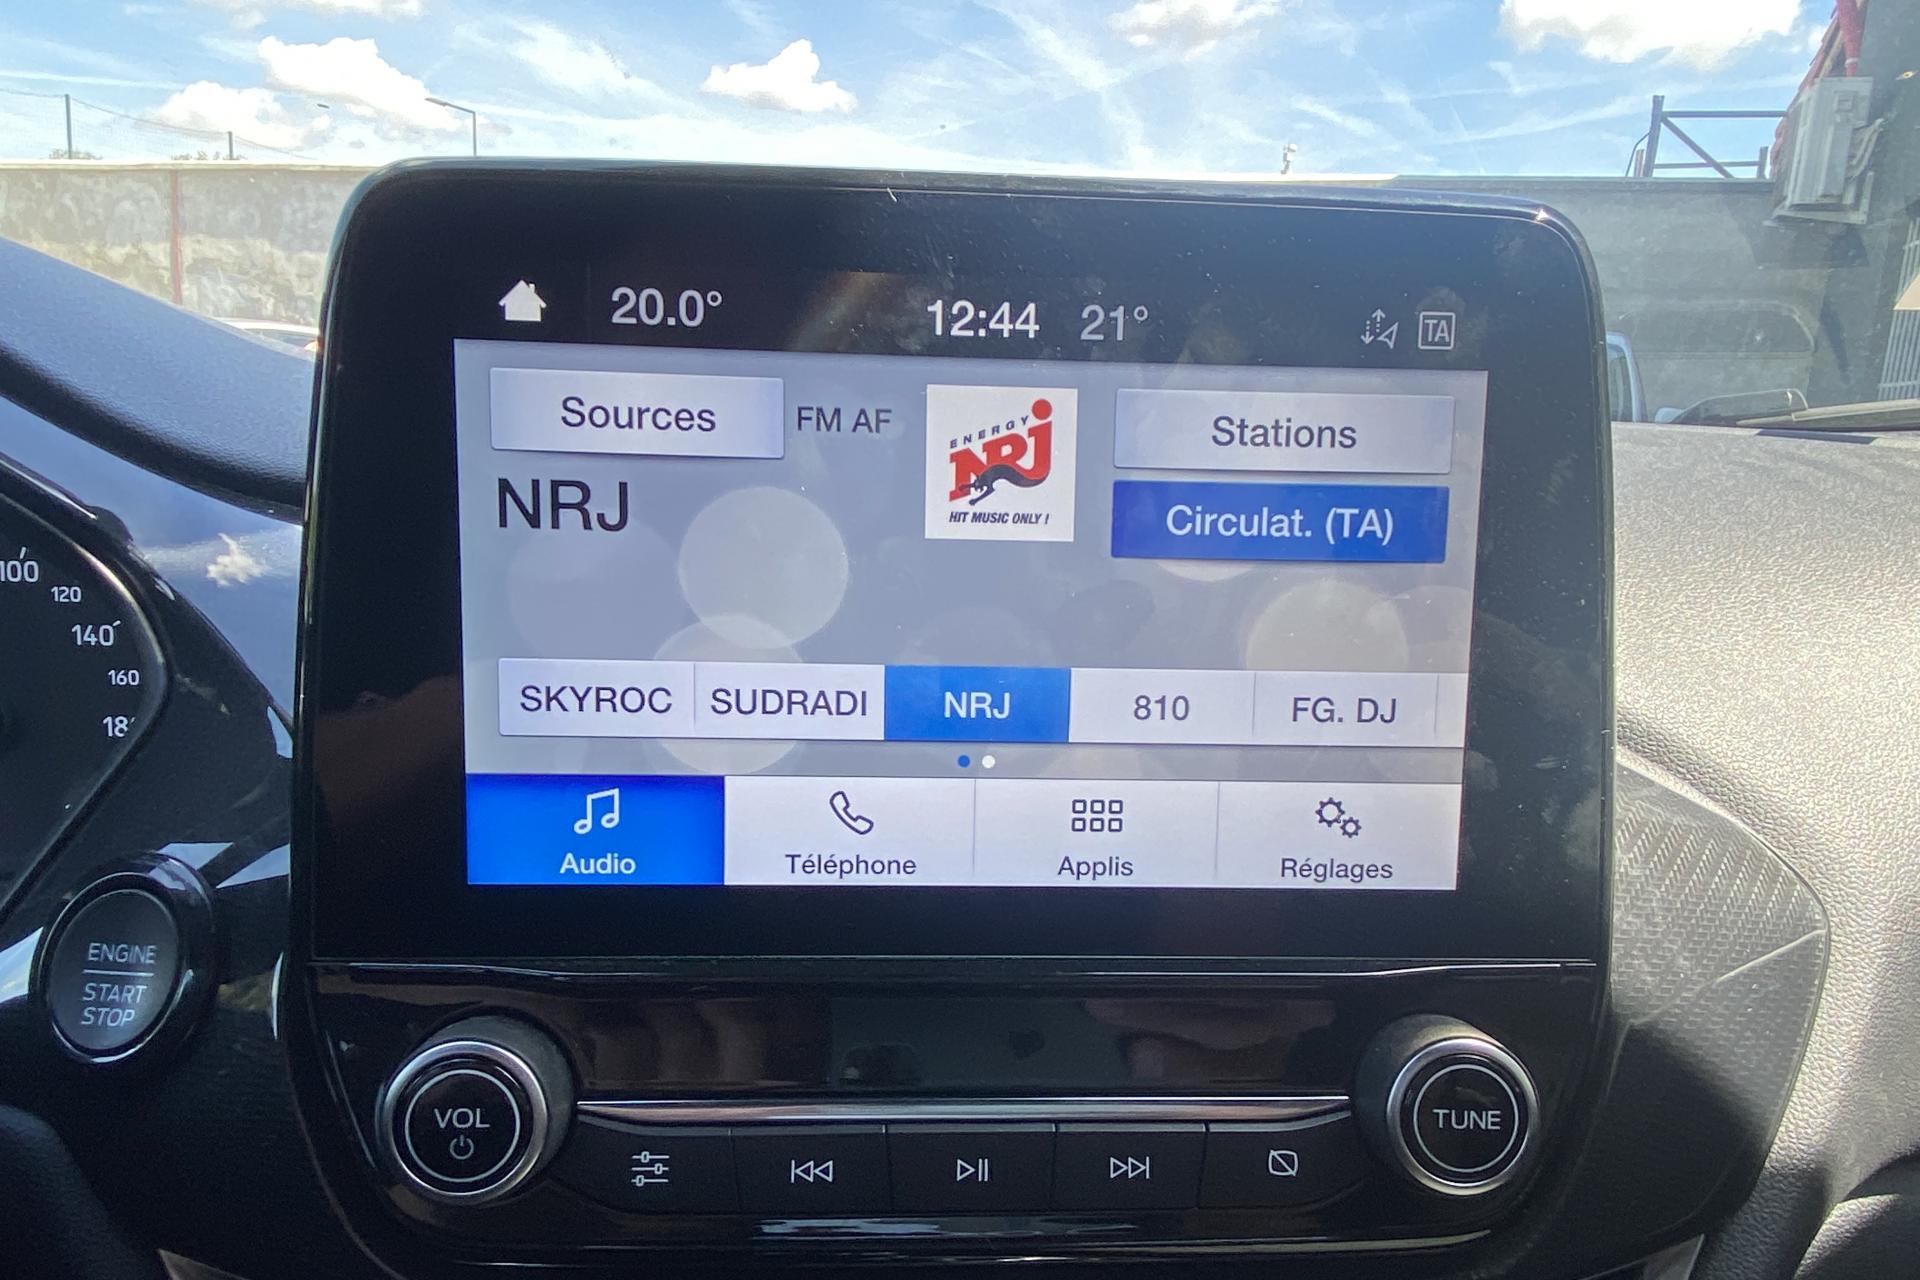 20.0° 12:44 21° TA
Sources FM AF Stations
ENERGY
NRJ
HIT MUSIC ONLY !
NRJ
Circulat. (TA)
SKYROC SUDRADI NRJ 810 FG. DJ
Audio Téléphone Applis Réglages
100
120
140
160
ENGINE
START
STOP
VOL
TUNE